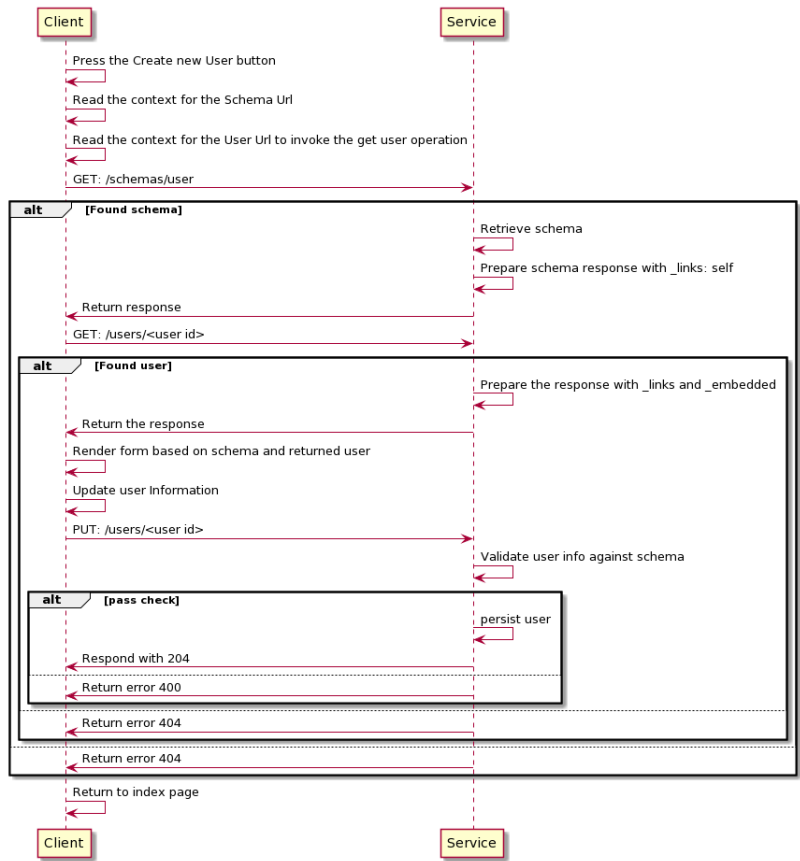 Client Service
Press the Create new User button
Read the context for the Schema Url
Read the context for the User Url to invoke the get user operation
GET: /schemas/user
alt [Found schema]
Retrieve schema
Prepare schema response with _links: self
Return response
GET: /users/<user id>
alt [Found user]
Prepare the response with _links and _embedded
Return the response
Render form based on schema and returned user
Update user Information
PUT: /users/<user id>
Validate user info against schema
alt [pass check]
persist user
Respond with 204
Return error 400
Return error 404
Return error 404
Return to index page
Client Service